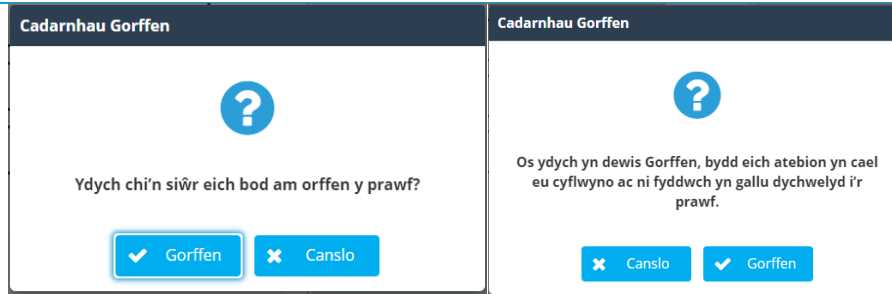 Cadarnhau Gorffen
Ydych chi'n siŵr eich bod am orffen y prawf?
Gorffen
Canslo
Cadarnhau Gorffen
Os ydych yn dewis Gorffen, bydd eich atebion yn cael
eu cyflwyno ac ni fyddwch yn gallu dychwelyd i'r
prawf.
Canslo
Gorffen